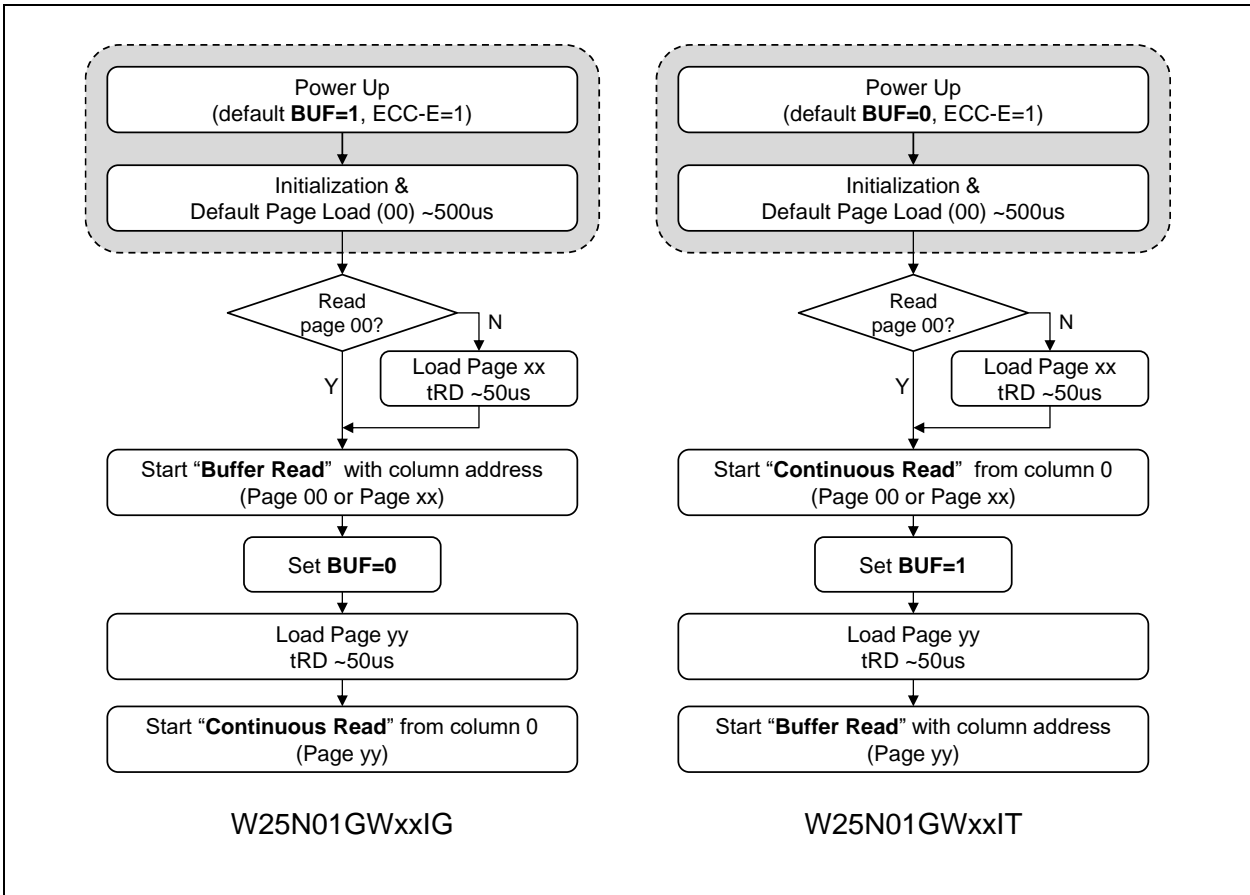 Power Up
(default BUF=1, ECC-E=1)
Initialization &
Default Page Load (00) ~500us
Read
page 00?
N
Y
Load Page xx
tRD ~50us
Start “Buffer Read” with column address
(Page 00 or Page xx)
Set BUF=0
Load Page yy
tRD ~50us
Start “Continuous Read” from column 0
(Page yy)
W25N01GWxxIG
Power Up
(default BUF=0, ECC-E=1)
Initialization &
Default Page Load (00) ~500us
Read
page 00?
N
Y
Load Page xx
tRD ~50us
Start “Continuous Read” from column 0
(Page 00 or Page xx)
Set BUF=1
Load Page yy
tRD ~50us
Start “Buffer Read” with column address
(Page yy)
W25N01GWxxIT